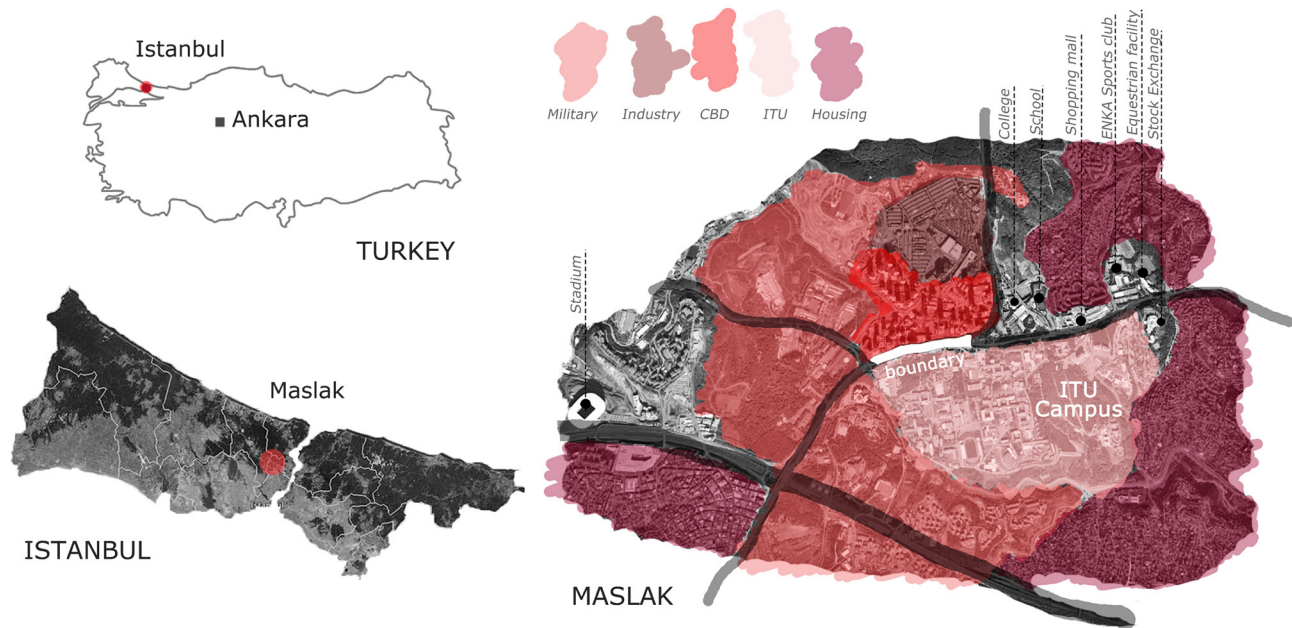 Istanbul
Ankara
TURKEY
Maslak
ISTANBUL
Military
Industry
CBD
ITU
Housing
College
School
Shopping mall
ENKA Sports club
Equestrian facility
Stock Exchange
Stadium
boundary
ITU
Campus
MASLAK